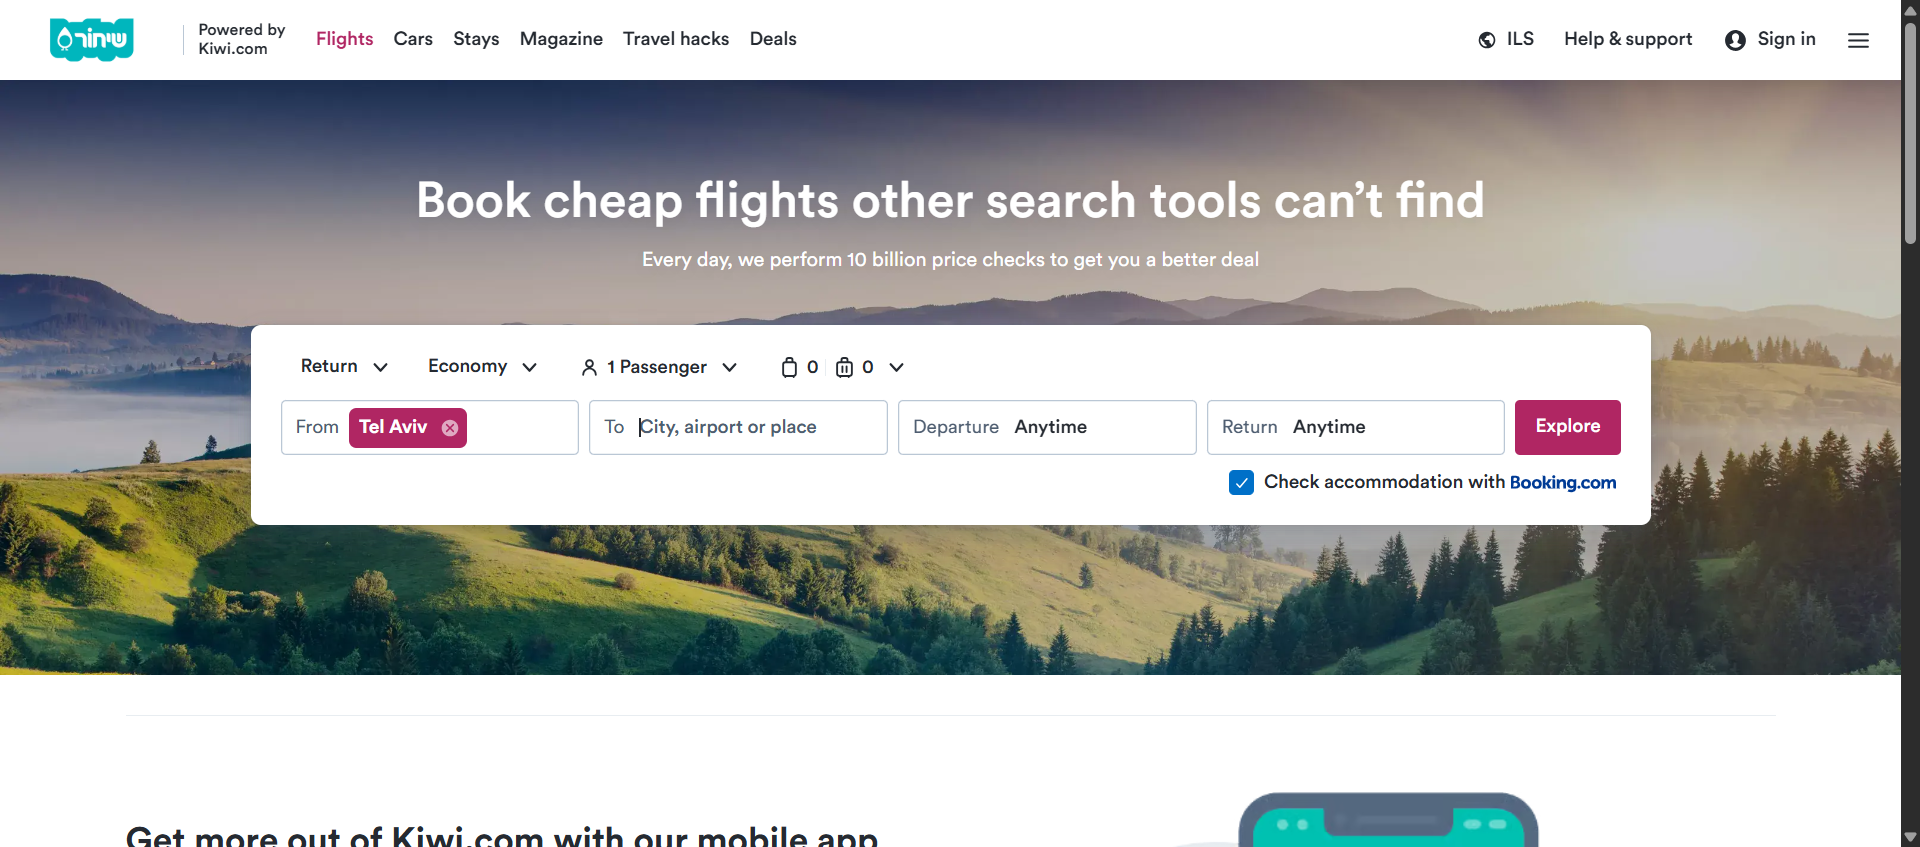 שיחור
Powered by
Kiwi.com
Flights Cars Stays Magazine Travel hacks Deals
ILS Help & support Sign in
Book cheap flights other search tools can't find
Every day, we perform 10 billion price checks to get you a better deal
Return Economy 1 Passenger 0 0
From Tel Aviv To City, airport or place Departure Anytime Return Anytime Explore
Check accommodation with Booking.com
Get more out of Kiwi.com with our mobile app